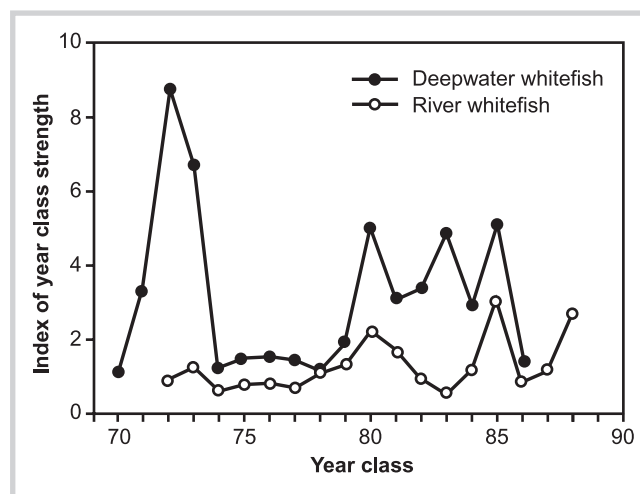 10
8
6
4
2
0
Index of year class strength
Deepwater whitefish
River whitefish
70 75 80 85 90
Year class